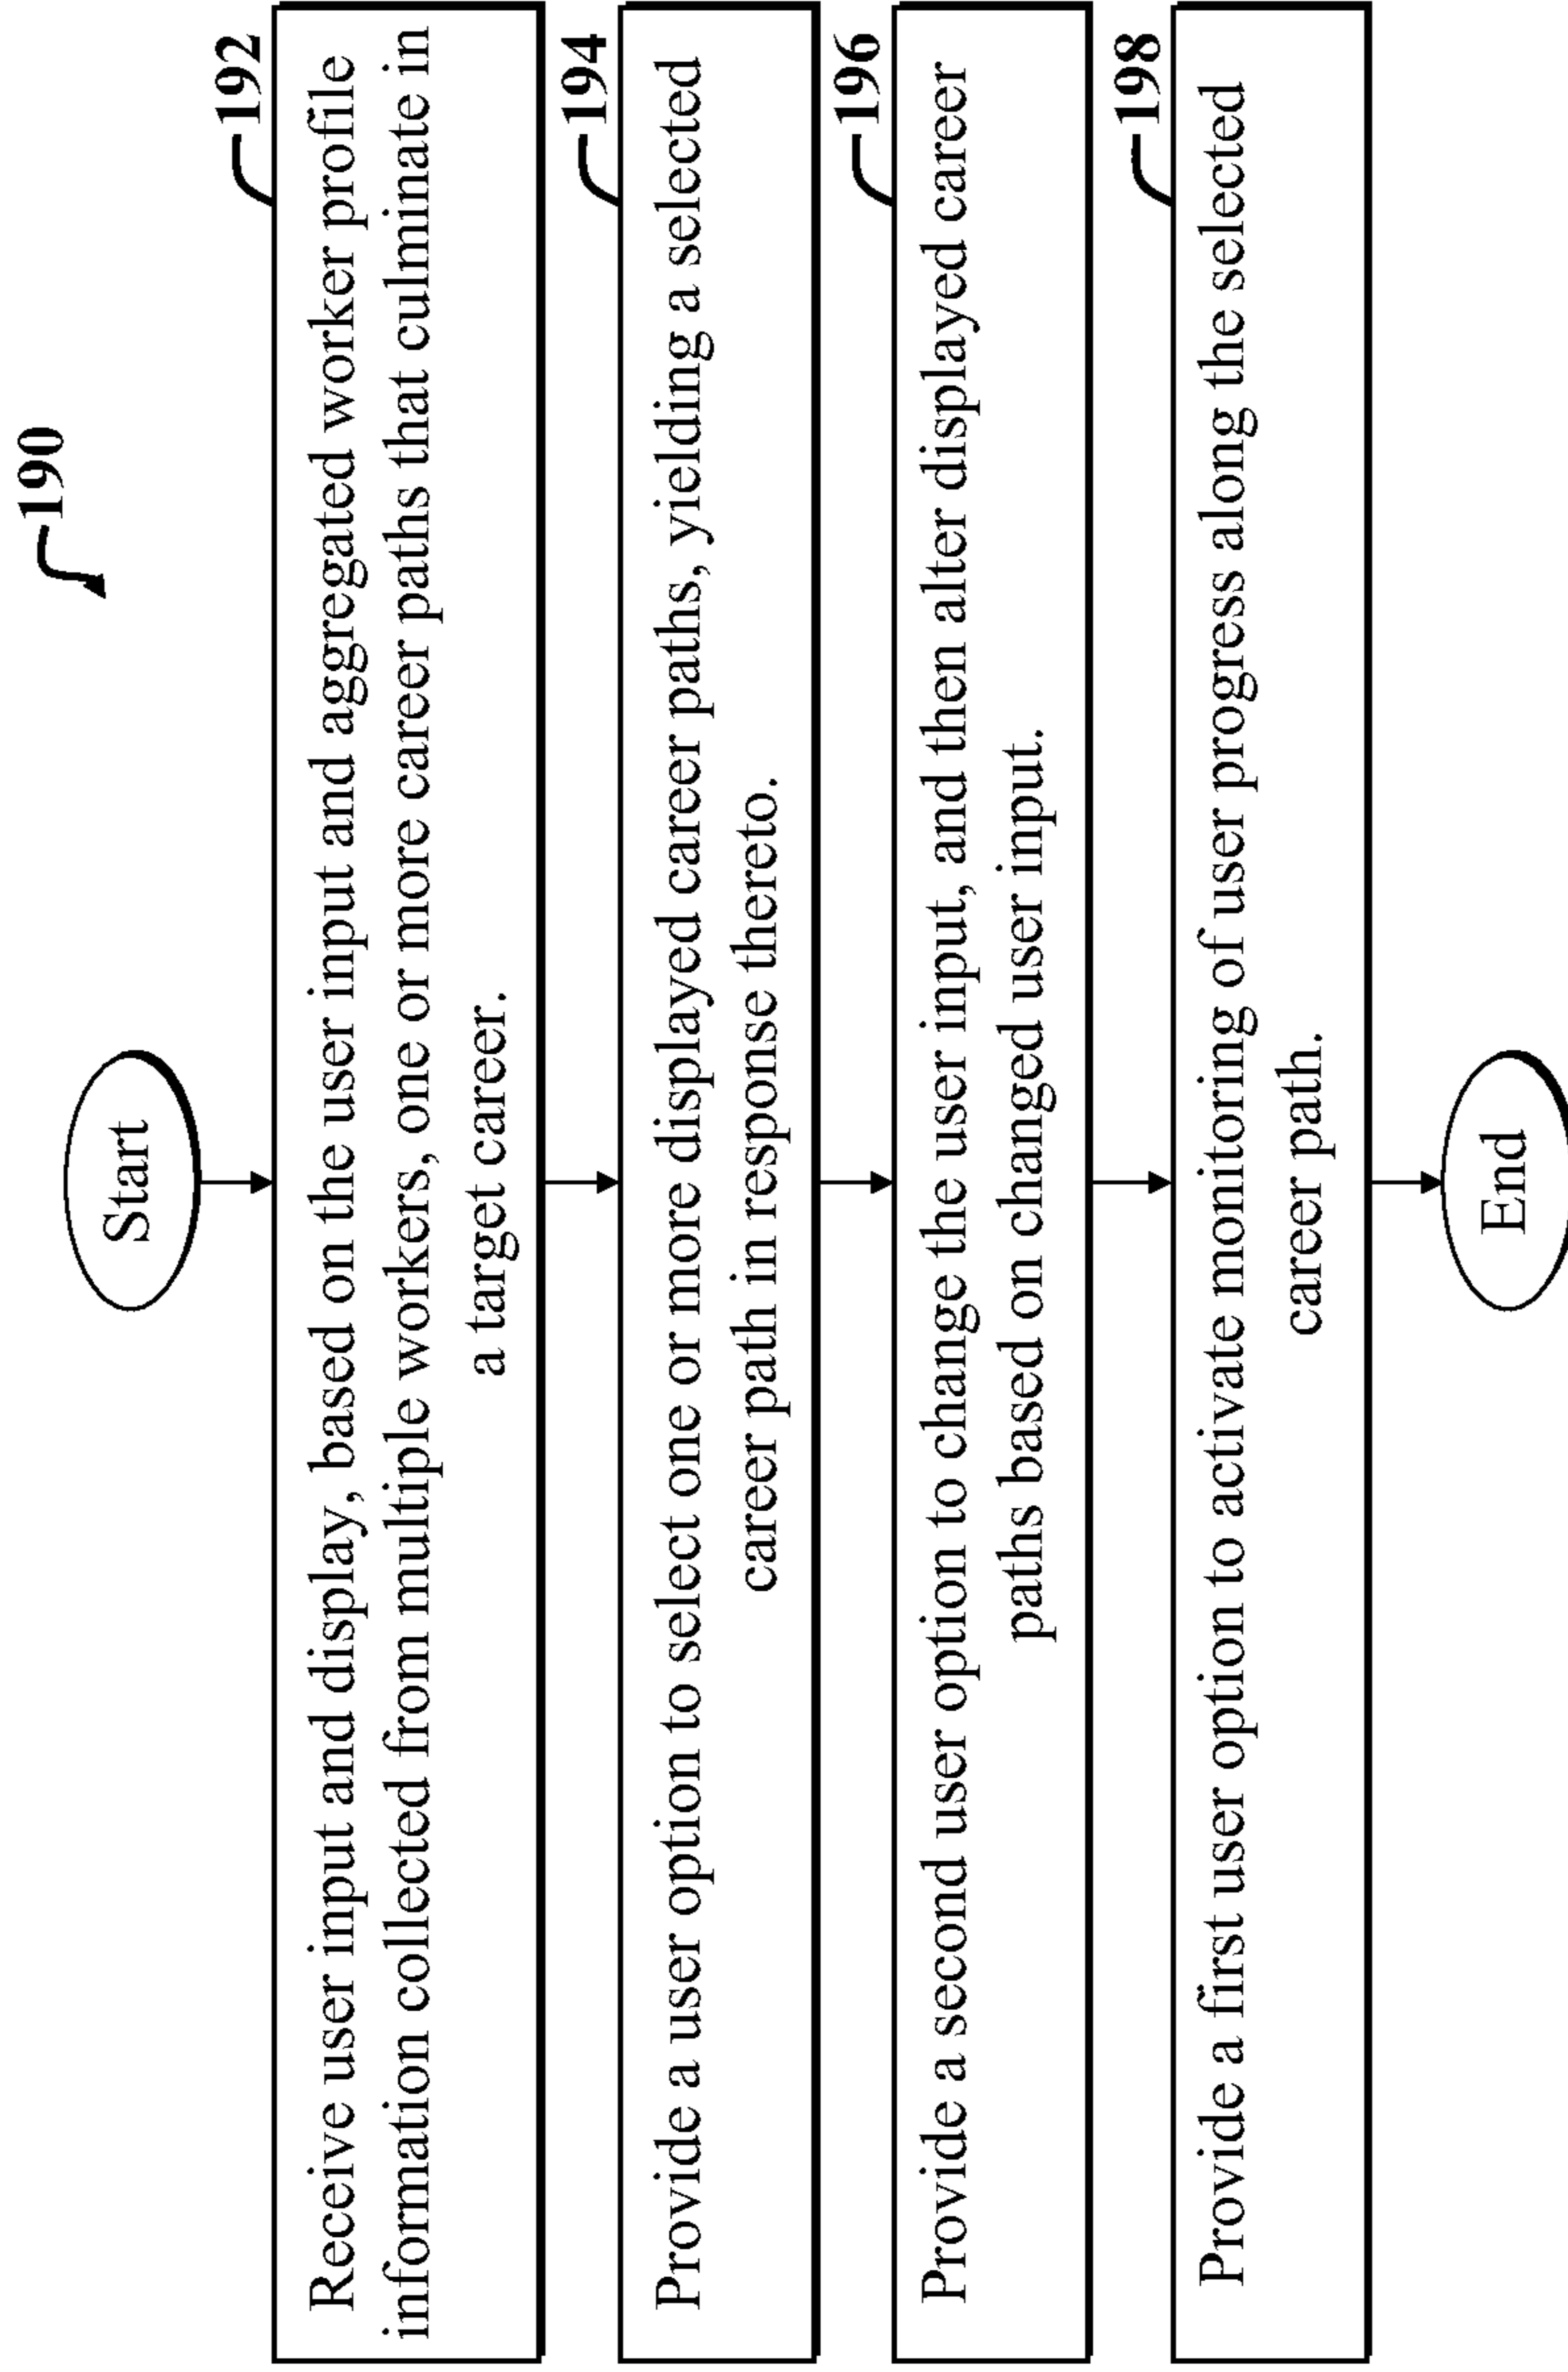 190
Start
192
Receive user input and display, based on the user input and aggregated worker profile
information collected from multiple workers, one or more career paths that culminate in
a target career.
194
Provide a user option to select one or more displayed career paths, yielding a selected
career path in response thereto.
196
Provide a second user option to change the user input, and then alter displayed career
paths based on changed user input.
198
Provide a first user option to activate monitoring of user progress along the selected
career path.
End